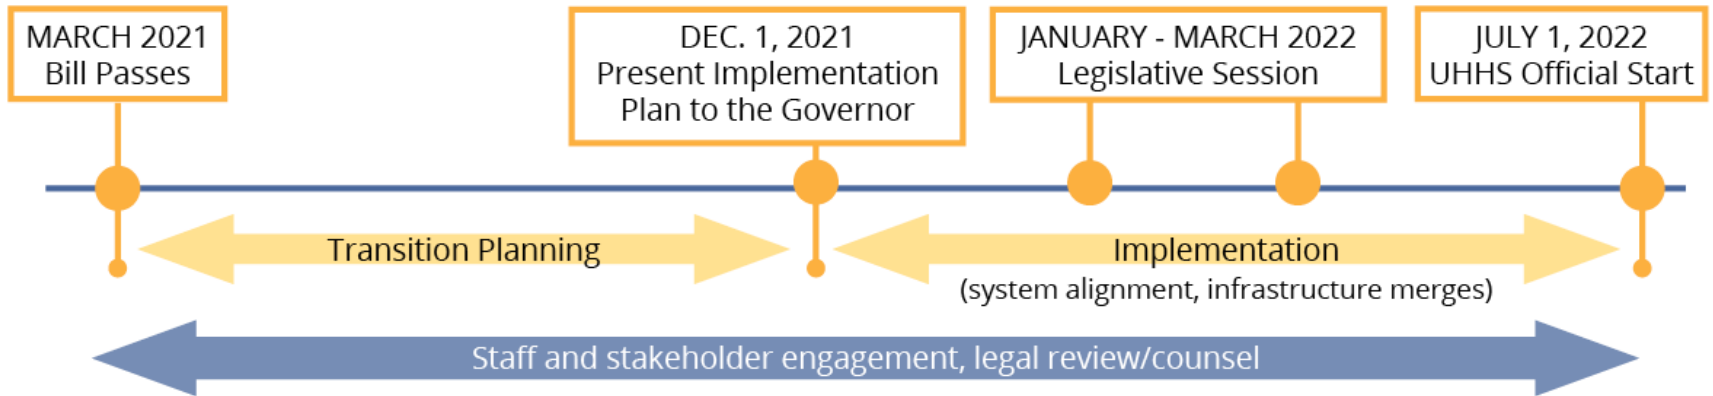 MARCH 2021
Bill Passes
DEC. 1, 2021
Present Implementation
Plan to the Governor
JANUARY - MARCH 2022
Legislative Session
JULY 1, 2022
UHHS Official Start
Transition Planning
Implementation
(system alignment, infrastructure merges)
Staff and stakeholder engagement, legal review/counsel